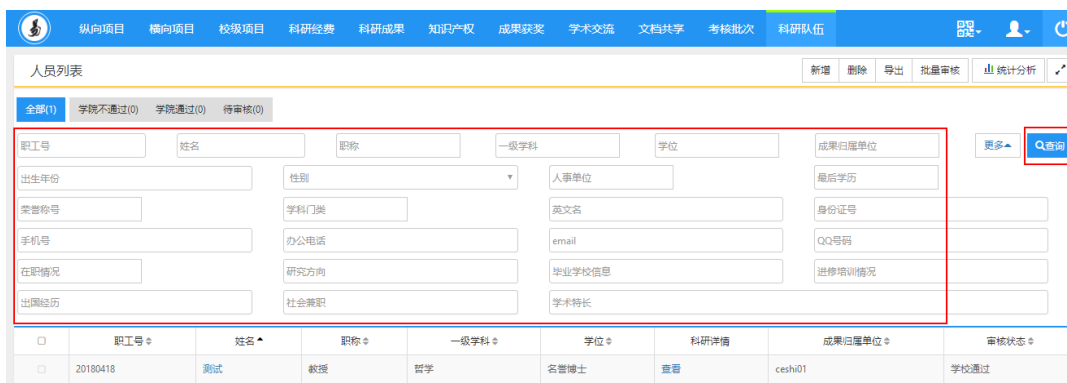 纵向项目 横向项目 校级项目 科研经费 科研成果 知识产权 成果获奖 学术交流 文档共享 考核批次 科研队伍
人员列表 新增 删除 导出 批量审核 统计分析
全部(1) 学院不通过(0) 学院通过(0) 待审核(0)
职工号 姓名 职称 一级学科 学位 成果归属单位 更多 查询
出生年份 性别 人事单位 最后学历
荣誉称号 学科门类 英文名 身份证号
手机号 办公电话 email QQ号码
在职情况 研究方向 毕业学校信息 进修培训情况
出国经历 社会兼职 学术特长
职工号 姓名 职称 一级学科 学位 科研详情 成果归属单位 审核状态
20180418 测试 教授 哲学 名誉博士 查看 ceshi01 学校通过